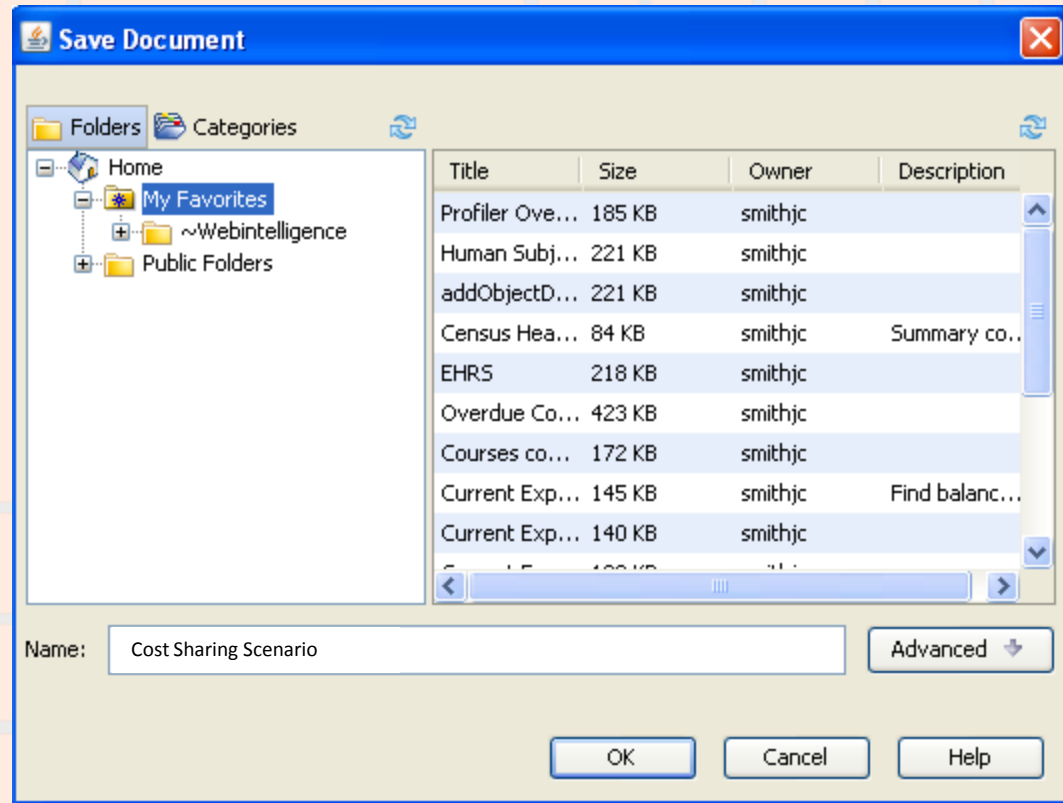 Save Document
Folders Categories
Home
My Favorites
~Webintelligence
Public Folders
Title Size Owner Description
Profiler Ove... 185 KB smithjc
Human Subj... 221 KB smithjc
addObjectD... 221 KB smithjc
Census Hea... 84 KB smithjc Summary co..
EHRS 218 KB smithjc
Overdue Co... 423 KB smithjc
Courses co... 172 KB smithjc
Current Exp... 145 KB smithjc Find balanc...
Current Exp... 140 KB smithjc
Name: Cost Sharing Scenario Advanced
OK Cancel Help